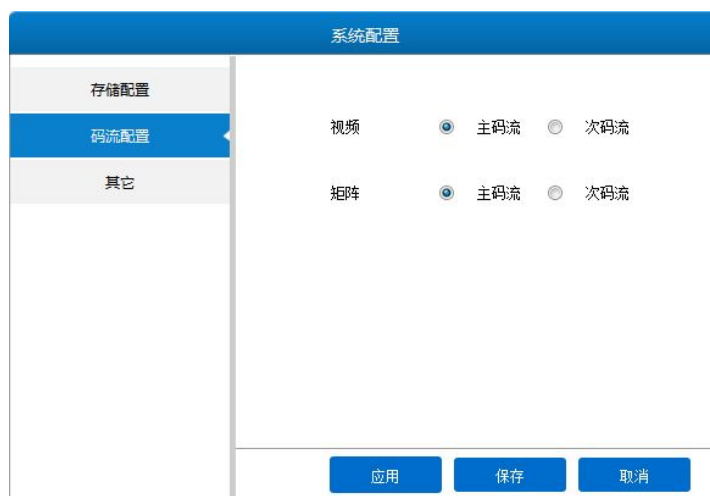 系统配置
存储配置
码流配置
其它
视频 主码流 次码流
矩阵 主码流 次码流
应用 保存 取消